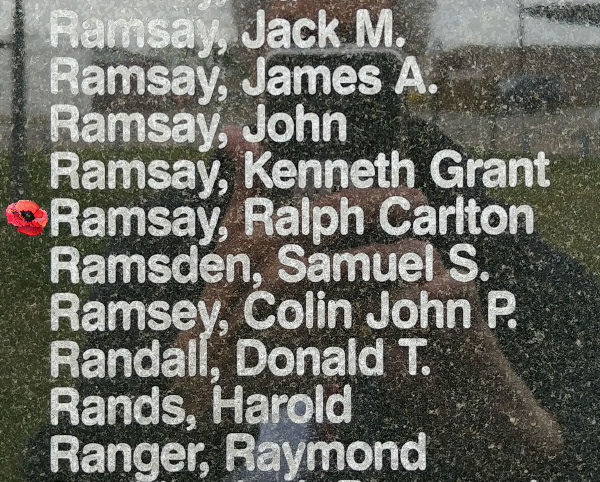 Ramsay, Jack M.
Ramsay, James A.
Ramsay, John
Ramsay, Kenneth Grant
Ramsay, Ralph Carlton
Ramsden, Samuel S.
Ramsey, Colin John P.
Randall, Donald T.
Rands, Harold
Ranger, Raymond